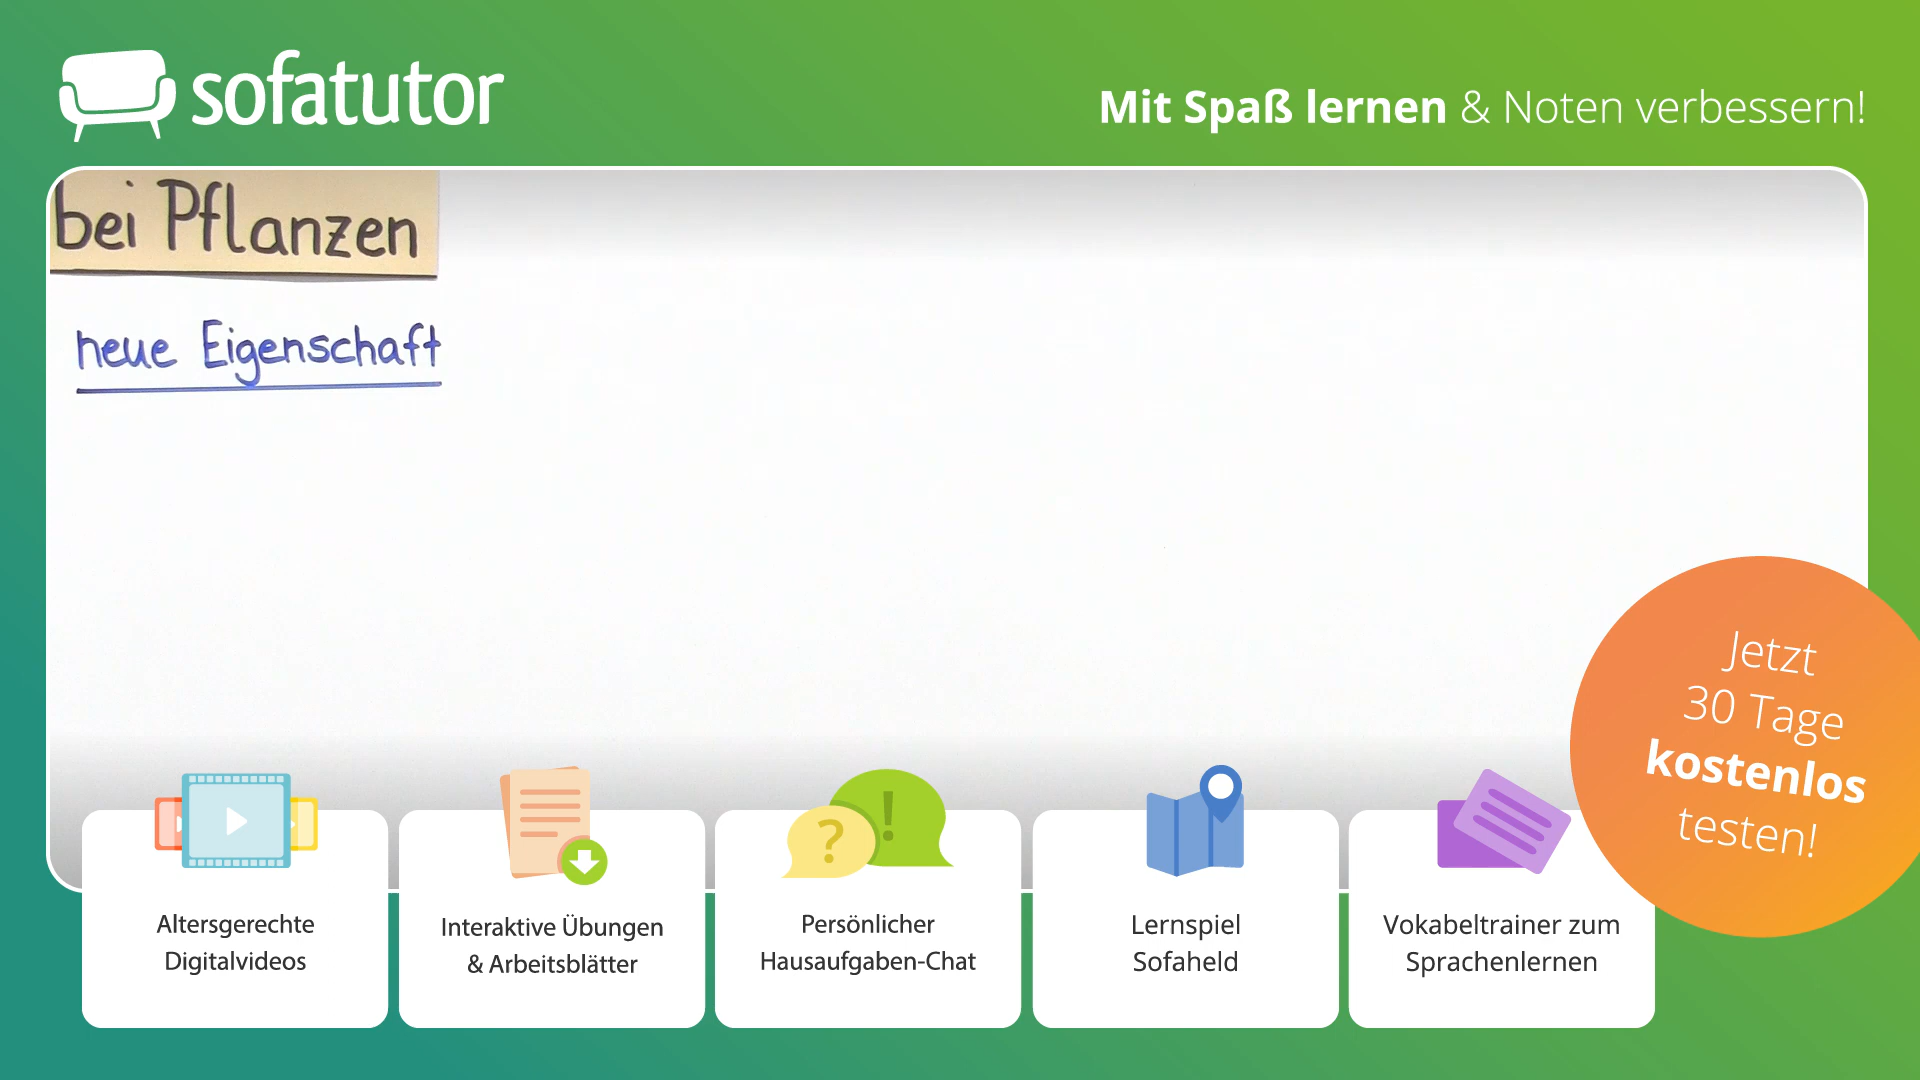 sofatutor
Mit Spaß lernen & Noten verbessern!
bei Pflanzen
neue Eigenschaft
Jetzt
30 Tage
kostenlos
testen!
?
!
Altersgerechte
Digitalvideos
Interaktive Übungen
& Arbeitsblätter
Persönlicher
Hausaufgaben-Chat
Lernspiel
Sofaheld
Vokabeltrainer zum
Sprachenlernen